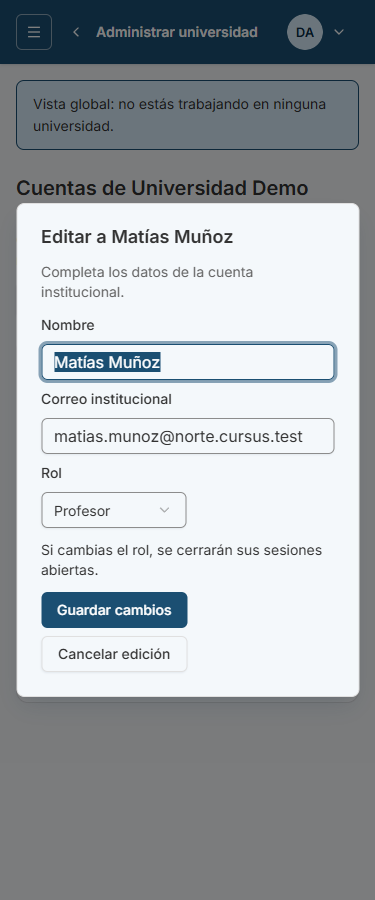 Administrar universidad
DA
Vista global: no estás trabajando en ninguna
universidad.
Cuentas de Universidad Demo
Editar a Matías Muñoz
Completa los datos de la cuenta
institucional.
Nombre
Matías Muñoz
Correo institucional
matias.munoz@norte.cursus.test
Rol
Profesor
Si cambias el rol, se cerrarán sus sesiones
abiertas.
Guardar cambios
Cancelar edición